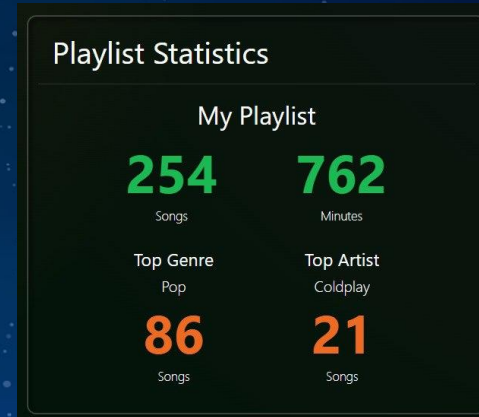 Playlist Statistics
My Playlist
254 762
Songs Minutes
Top Genre Top Artist
Pop Coldplay
86 21
Songs Songs